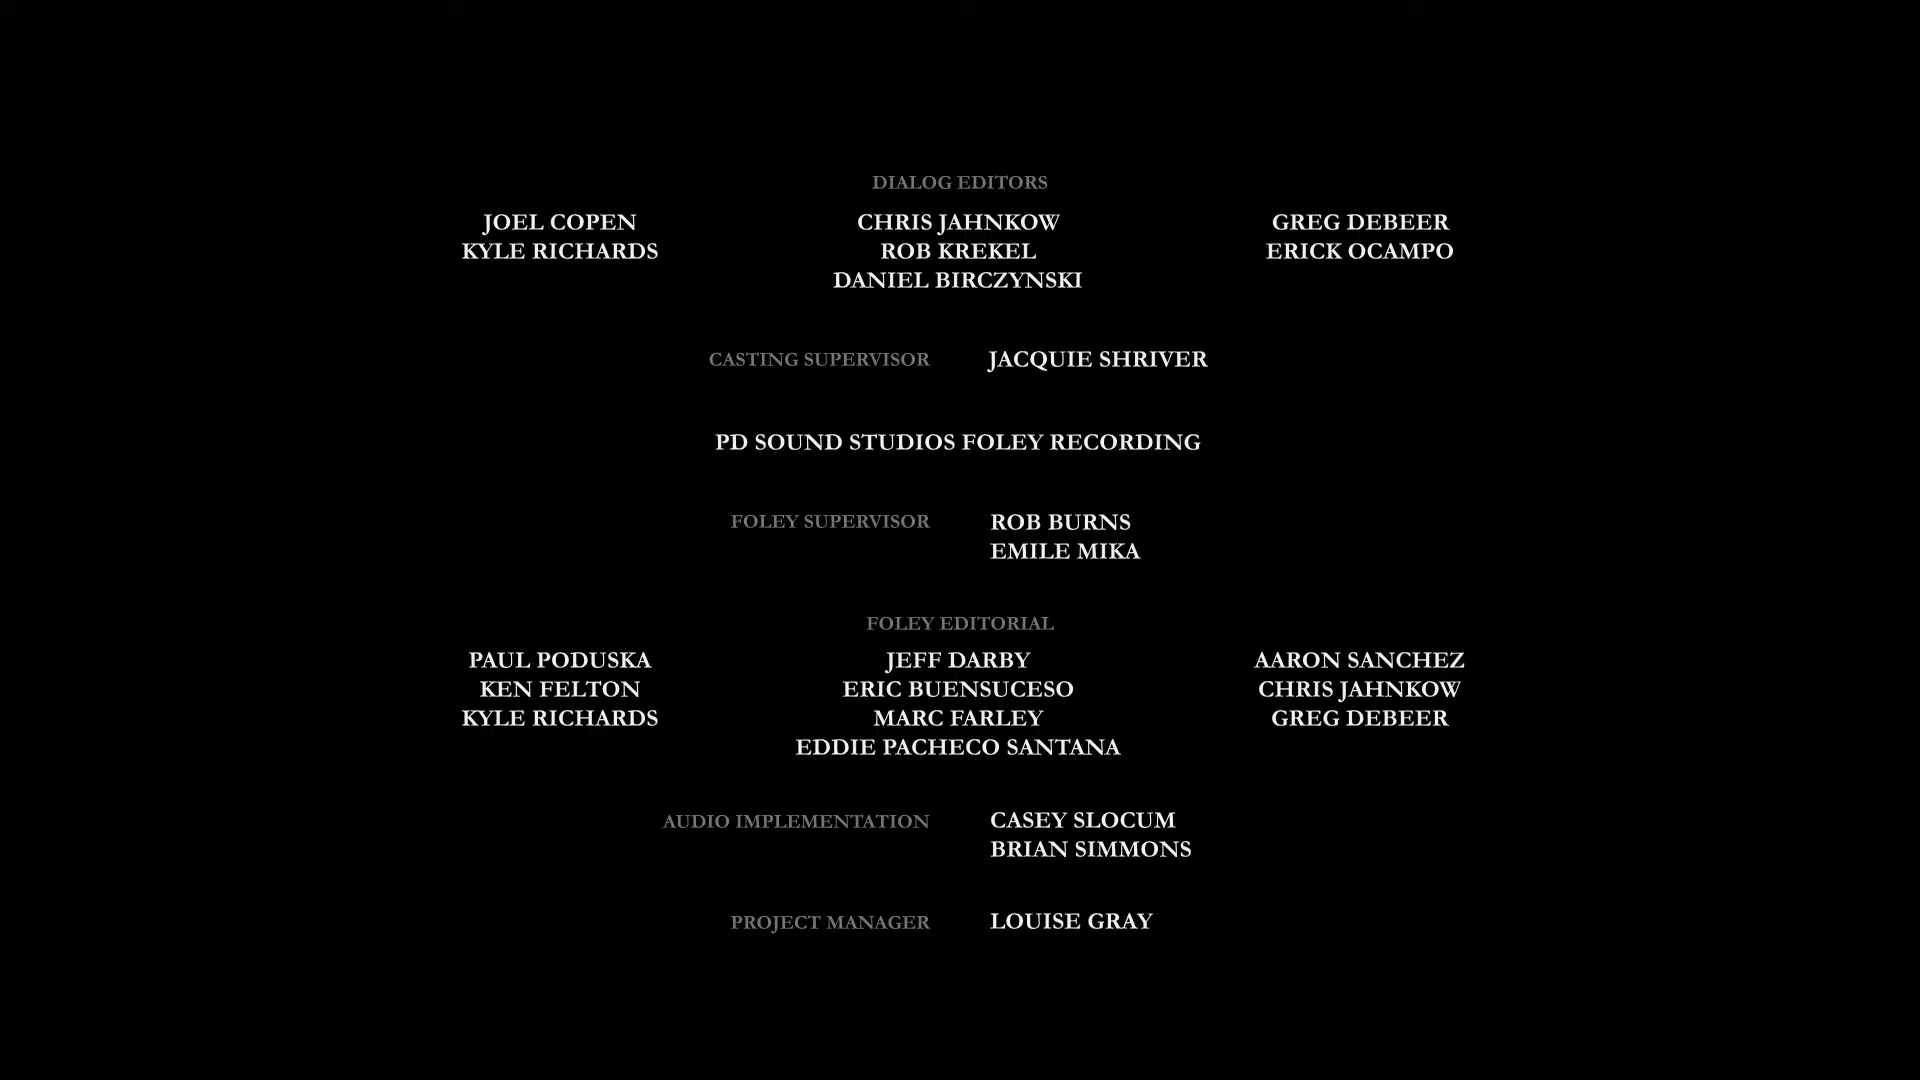 DIALOG EDITORS
JOEL COPEN CHRIS JAHNKOW GREG DEBEER
KYLE RICHARDS ROB KREKEL ERICK OCAMPO
DANIEL BIRCZYNSKI
CASTING SUPERVISOR JACQUIE SHRIVER
PD SOUND STUDIOS FOLEY RECORDING
FOLEY SUPERVISOR ROB BURNS
EMILE MIKA
FOLEY EDITORIAL
PAUL PODUSKA JEFF DARBY AARON SANCHEZ
KEN FELTON ERIC BUENSUCESO CHRIS JAHNKOW
KYLE RICHARDS MARC FARLEY GREG DEBEER
EDDIE PACHECO SANTANA
AUDIO IMPLEMENTATION CASEY SLOCUM
BRIAN SIMMONS
PROJECT MANAGER LOUISE GRAY